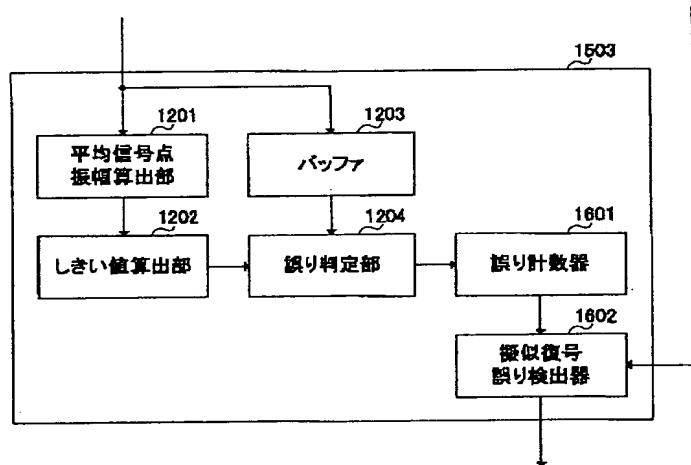 1503
1201
平均信号点
振幅算出部
1203
バッファ
1202
しきい値算出部
1204
誤り判定部
1601
誤り計数器
1602
擬似復号
誤り検出器